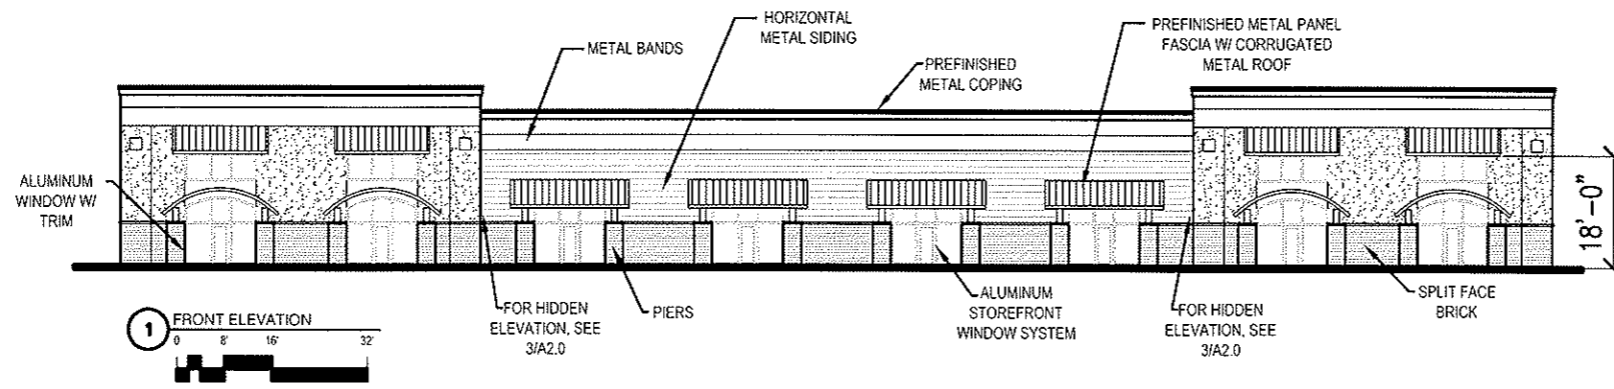 HORIZONTAL
METAL SIDING
METAL BANDS
PREFINISHED
METAL COPING
PREFINISHED METAL PANEL
FASCIA W/ CORRUGATED
METAL ROOF
ALUMINUM
WINDOW W/
TRIM
18'-0"
FOR HIDDEN
ELEVATION, SEE
3/A2.0
PIERS
ALUMINUM
STOREFRONT
WINDOW SYSTEM
FOR HIDDEN
ELEVATION, SEE
3/A2.0
SPLIT FACE
BRICK
1 FRONT ELEVATION
0 8' 16' 32'